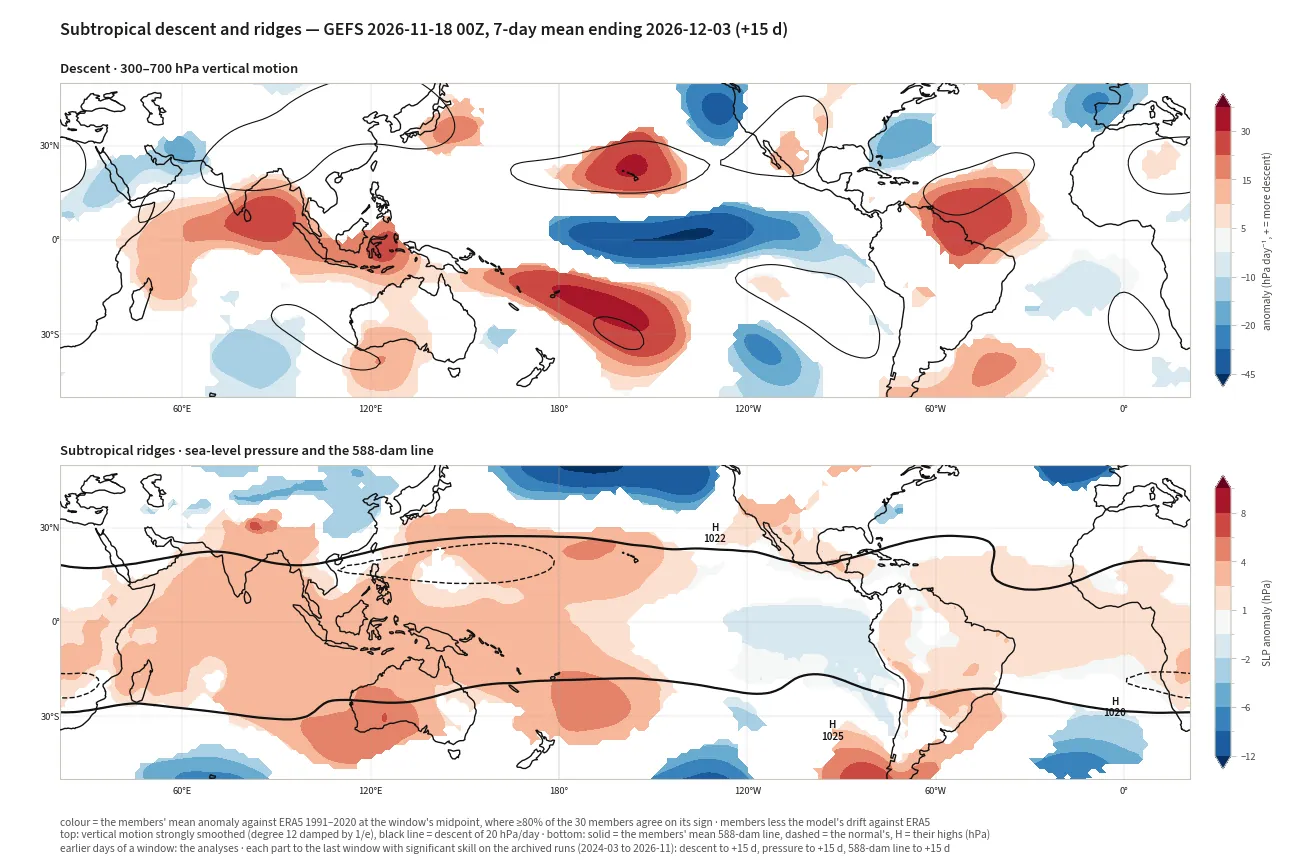 Subtropical descent and ridges — GEFS 2026-11-18 00Z, 7-day mean ending 2026-12-03 (+15 d)
Descent · 300–700 hPa vertical motion
30°N
0°
30°S
60°E
120°E
180°
120°W
60°W
0°
30
15
5
−5
−10
−20
−45
anomaly (hPa day⁻¹, + = more descent)
Subtropical ridges · sea-level pressure and the 588-dam line
30°N
0°
30°S
H
1022
H
1025
H
1020
60°E
120°E
180°
120°W
60°W
0°
8
4
1
−2
−6
−12
SLP anomaly (hPa)
colour = the members' mean anomaly against ERA5 1991–2020 at the window's midpoint, where ≥80% of the 30 members agree on its sign · members less the model's drift against ERA5
top: vertical motion strongly smoothed (degree 12 damped by 1/e), black line = descent of 20 hPa/day · bottom: solid = the members' mean 588-dam line, dashed = the normal's, H = their highs (hPa)
earlier days of a window: the analyses · each part to the last window with significant skill on the archived runs (2024-03 to 2026-11): descent to +15 d, pressure to +15 d, 588-dam line to +15 d